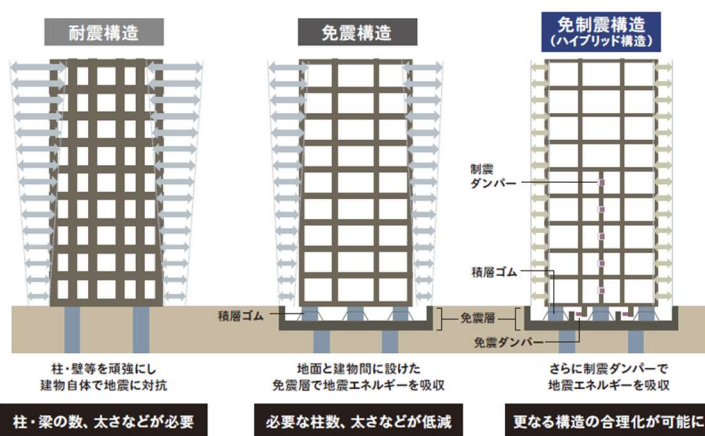 耐震構造
免震構造
免制震構造
（ハイブリッド構造）
制震
ダンパー
積層ゴム
積層ゴム
免震層
免震ダンパー
柱・壁等を頑強にし
建物自体で地震に対抗
地面と建物間に設けた
免震層で地震エネルギーを吸収
さらに制震ダンパーで
地震エネルギーを吸収
柱・梁の数、太さなどが必要
必要な柱数、太さなどが低減
更なる構造の合理化が可能に